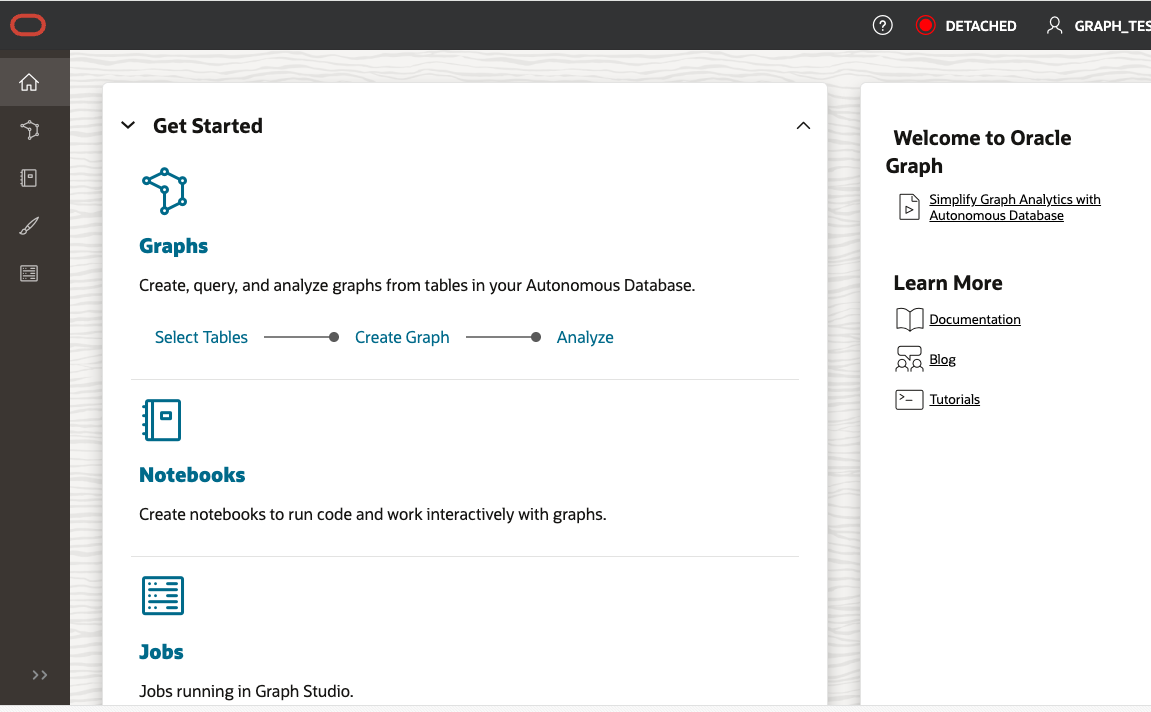 DETACHED
GRAPH_TES
Get Started
Graphs
Create, query, and analyze graphs from tables in your Autonomous Database.
Select Tables Create Graph Analyze
Notebooks
Create notebooks to run code and work interactively with graphs.
Jobs
Jobs running in Graph Studio.
Welcome to Oracle
Graph
Simplify Graph Analytics with
Autonomous Database
Learn More
Documentation
Blog
Tutorials